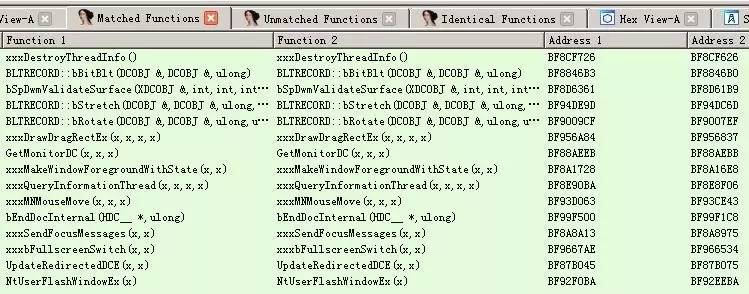 View-A Matched Functions Unmatched Functions Identical Functions Hex View-A S
Function 1 Function 2 Address 1 Address 2
xxxDestroyThreadInfo() xxxDestroyThreadInfo() BF8CF726 BF8CF626
BLTRECORD::bBitBlt(DCOBJ &,DCOBJ &,ulong) BLTRECORD::bBitBlt(DCOBJ &,DCOBJ &,ulong) BF8846B3 BF8846B0
bSpDwmValidateSurface(XDCOBJ &,int,int,int··· bSpDwmValidateSurface(XDCOBJ &,int,int,int··· BF8D6361 BF8D61B9
BLTRECORD::bStretch(DCOBJ &,DCOBJ &,ulong,··· BLTRECORD::bStretch(DCOBJ &,DCOBJ &,ulong,··· BF94DE9D BF94DC6D
BLTRECORD::bRotate(DCOBJ &,DCOBJ &,ulong,u··· BLTRECORD::bRotate(DCOBJ &,DCOBJ &,ulong,u··· BF9009CF BF9007EF
xxxDrawDragRectEx(x,x,x,x) xxxDrawDragRectEx(x,x,x,x) BF956A84 BF956837
GetMonitorDC(x,x,x) GetMonitorDC(x,x,x) BF88AEEB BF88AEBB
xxxMakeWindowForegroundWithState(x,x) xxxMakeWindowForegroundWithState(x,x) BF8A1728 BF8A16E8
xxxQueryInformationThread(x,x,x,x) xxxQueryInformationThread(x,x,x,x) BF8E90BA BF8E8F06
xxxMNMouseMove(x,x,x) xxxMNMouseMove(x,x,x) BF93D063 BF93CE43
bEndDocInternal(HDC__ *,ulong) bEndDocInternal(HDC__ *,ulong) BF99F500 BF99F1C8
xxxSendFocusMessages(x,x) xxxSendFocusMessages(x,x) BF8A8A13 BF8A8975
xxxbFullscreenSwitch(x,x) xxxbFullscreenSwitch(x,x) BF9667AE BF966534
UpdateRedirectedDCE(x,x) UpdateRedirectedDCE(x,x) BF87B045 BF87B075
NtUserFlashWindowEx(x) NtUserFlashWindowEx(x) BF92F0BA BF92EEBA